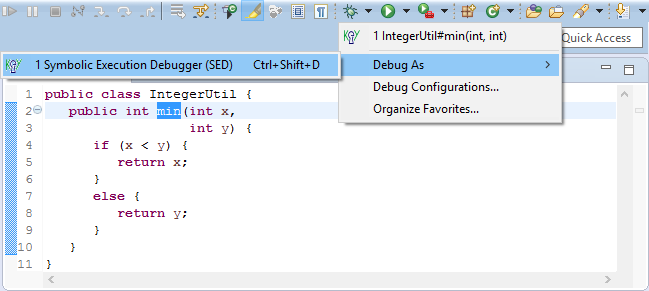 1 IntegerUtil#min(int, int)
Quick Access
1 Symbolic Execution Debugger (SED) Ctrl+Shift+D
Debug As
Debug Configurations...
Organize Favorites...
1 public class IntegerUtil {
2 public int min(int x,
3 int y) {
4 if (x < y) {
5 return x;
6 }
7 else {
8 return y;
9 }
10 }
11 }